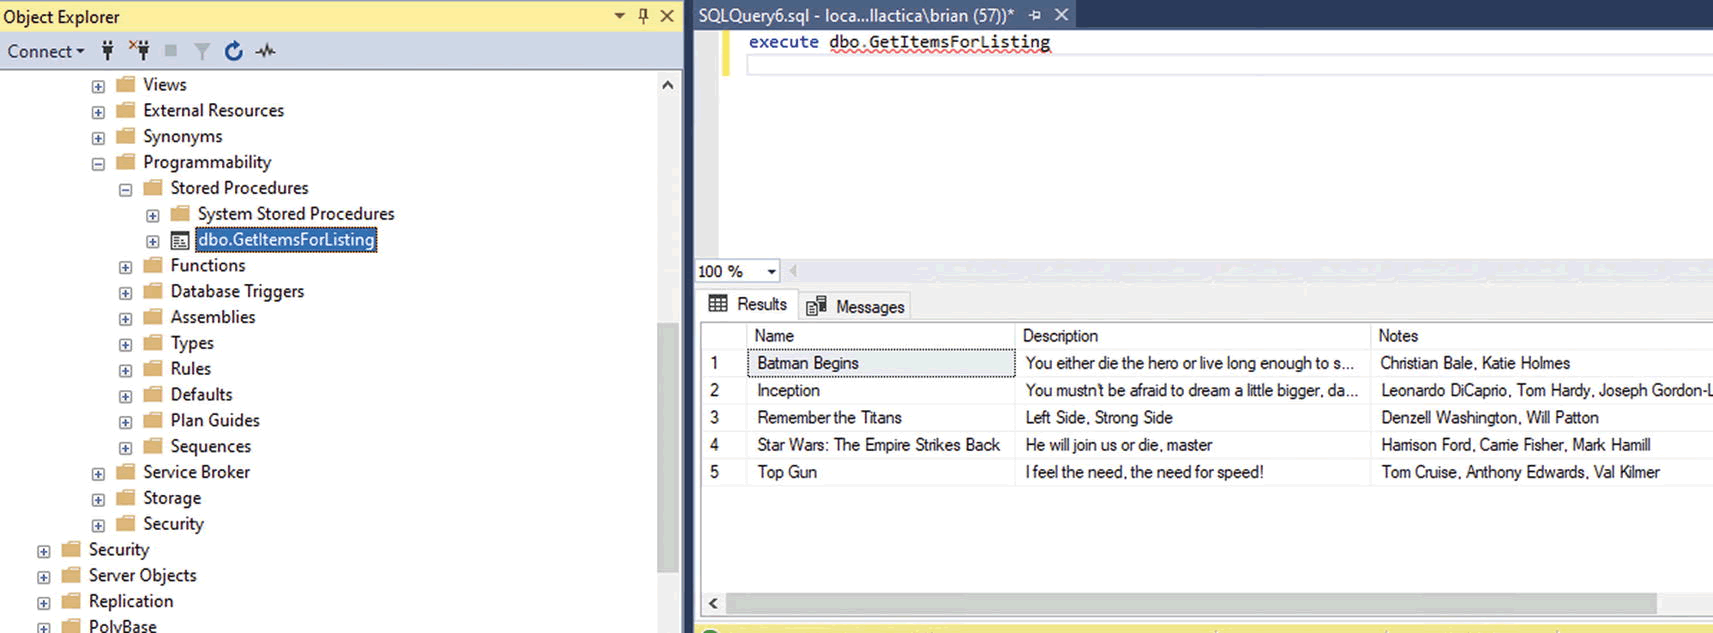 Object Explorer
Connect
Views
External Resources
Synonyms
Programmability
Stored Procedures
System Stored Procedures
dbo.GetItemsForListing
Functions
Database Triggers
Assemblies
Types
Rules
Defaults
Plan Guides
Sequences
Service Broker
Storage
Security
Security
Server Objects
Replication
PolyBase
SQLQuery6.sql - loca...llactica\brian (57))*
execute dbo.GetItemsForListing
100 %
Results Messages
Name Description Notes
1 Batman Begins You either die the hero or live long enough to s... Christian Bale, Katie Holmes
2 Inception You mustn't be afraid to dream a little bigger, da... Leonardo DiCaprio, Tom Hardy, Joseph Gordon-L
3 Remember the Titans Left Side, Strong Side Denzell Washington, Will Patton
4 Star Wars: The Empire Strikes Back He will join us or die, master Harrison Ford, Carrie Fisher, Mark Hamill
5 Top Gun I feel the need, the need for speed! Tom Cruise, Anthony Edwards, Val Kilmer